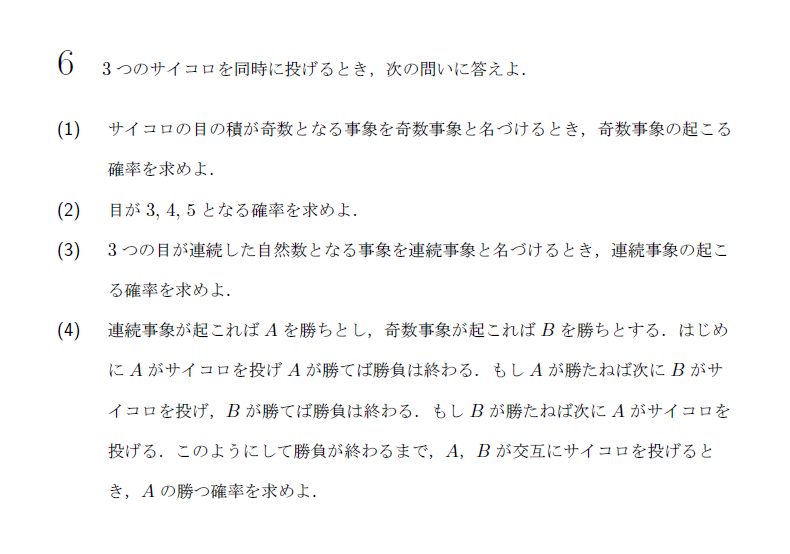 6 3 つのサイコロを同時に投げるとき，次の問いに答えよ．
(1) サイコロの目の積が奇数となる事象を奇数事象と名づけるとき，奇数事象の起こる
確率を求めよ．
(2) 目が 3, 4, 5 となる確率を求めよ．
(3) 3 つの目が連続した自然数となる事象を連続事象と名づけるとき，連続事象の起こ
る確率を求めよ．
(4) 連続事象が起これば A を勝ちとし，奇数事象が起これば B を勝ちとする．はじめ
に A がサイコロを投げ A が勝てば勝負は終わる．もし A が勝たねば次に B がサ
イコロを投げ，B が勝てば勝負は終わる．もし B が勝たねば次に A がサイコロを
投げる．このようにして勝負が終わるまで，A，B が交互にサイコロを投げると
き，A の勝つ確率を求めよ．